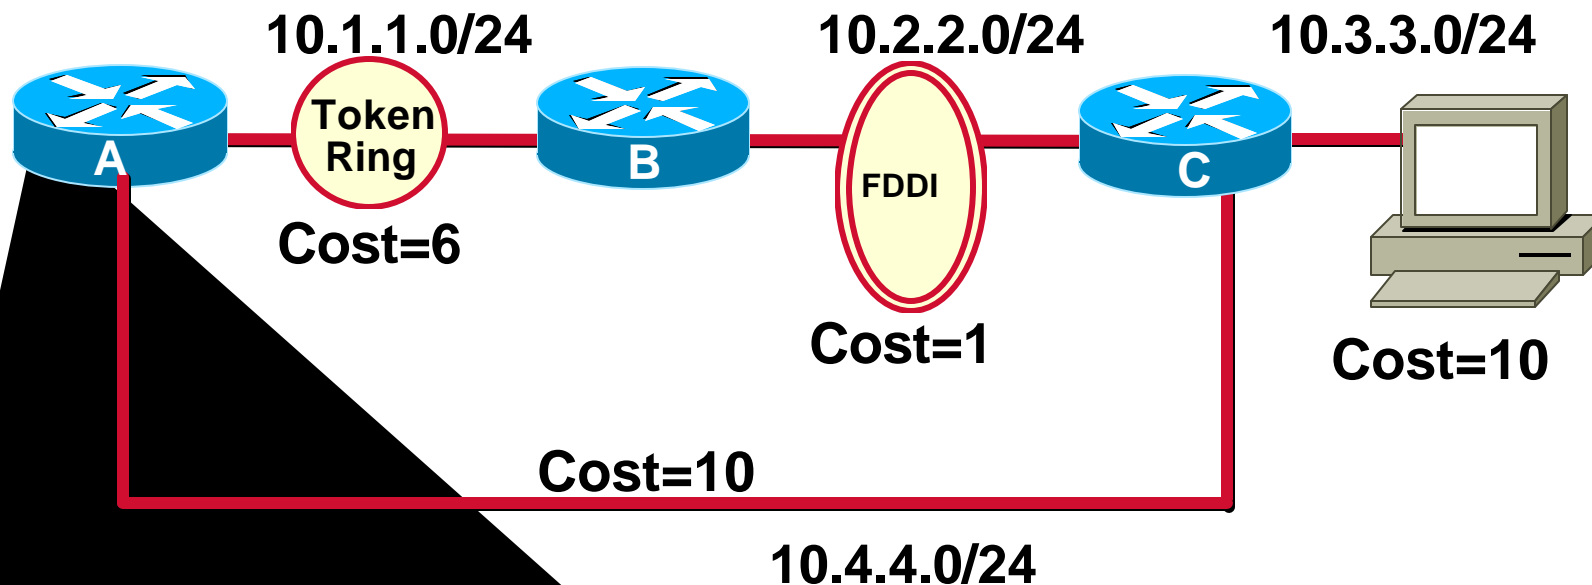 10.1.1.0/24
10.2.2.0/24
10.3.3.0/24
A
Token
Ring
B
FDDI
C
Cost=6
Cost=1
Cost=10
Cost=10
10.4.4.0/24